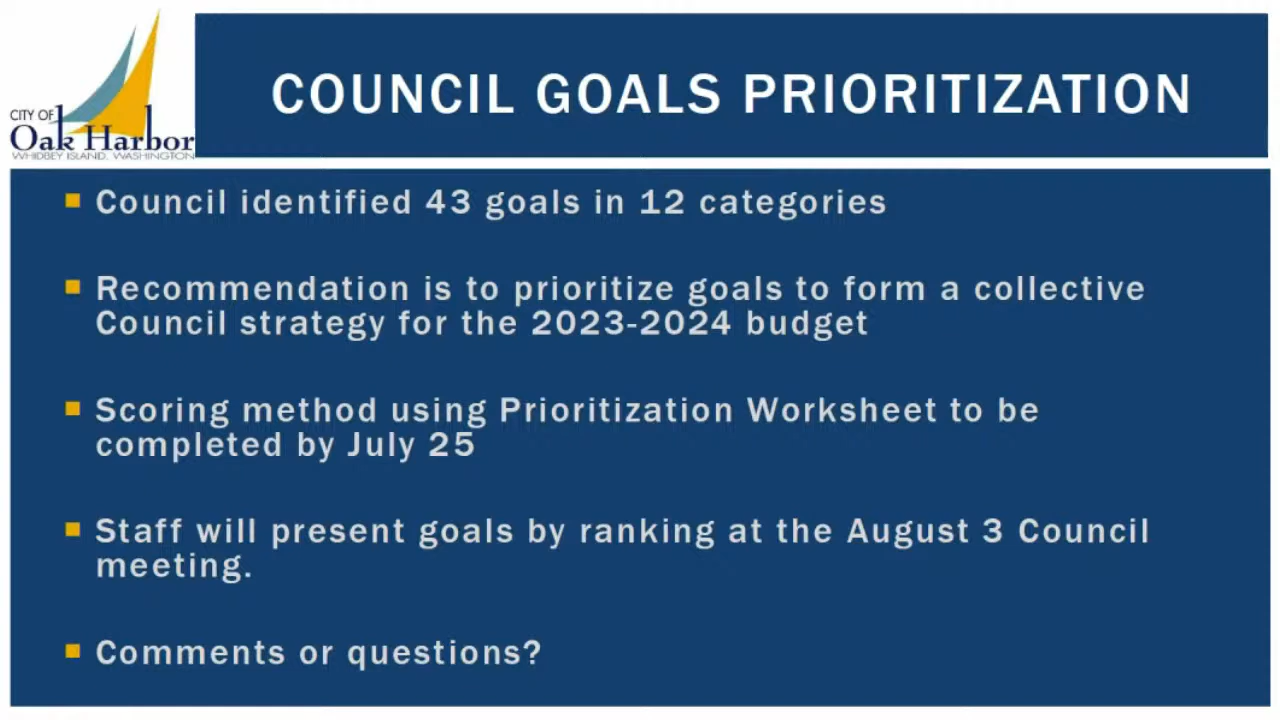 CITY OF
Oak Harbor
WHIDBEY ISLAND, WASHINGTON
COUNCIL GOALS PRIORITIZATION
Council identified 43 goals in 12 categories
Recommendation is to prioritize goals to form a collective
Council strategy for the 2023-2024 budget
Scoring method using Prioritization Worksheet to be
completed by July 25
Staff will present goals by ranking at the August 3 Council
meeting.
Comments or questions?